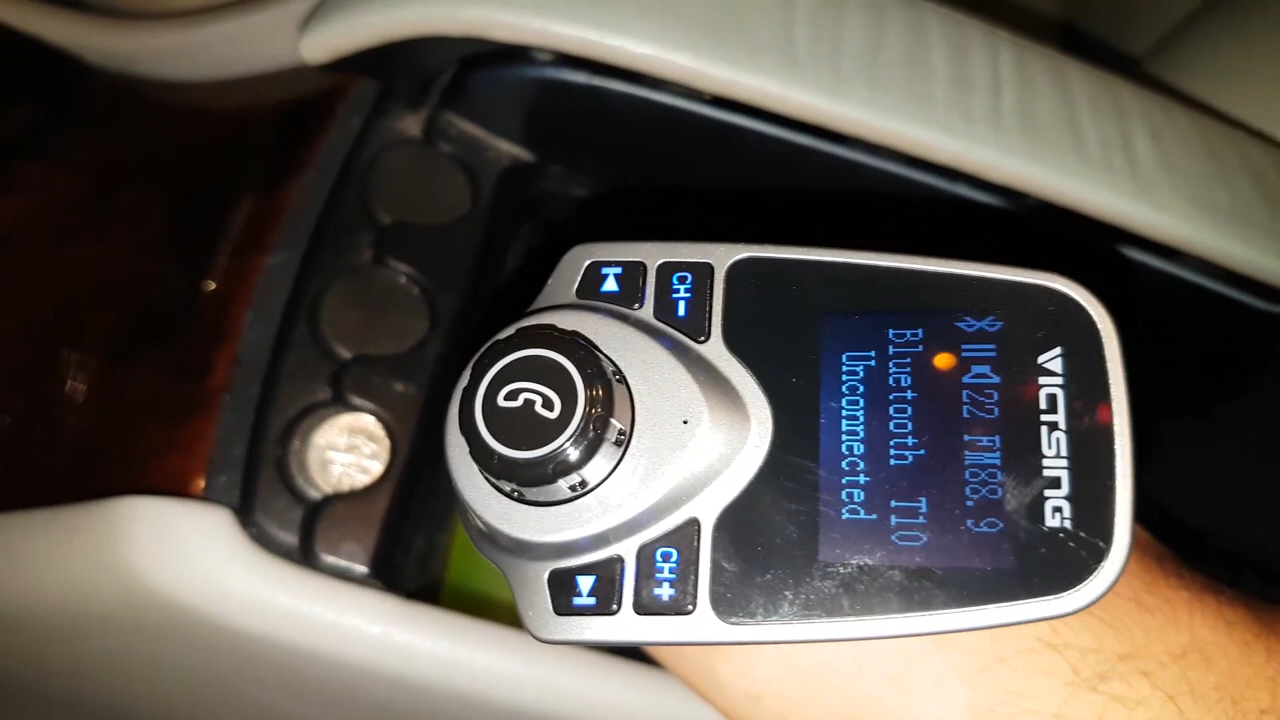 VICTSING
22 FM88.9
Bluetooth T10
Unconnected
CH-
CH+